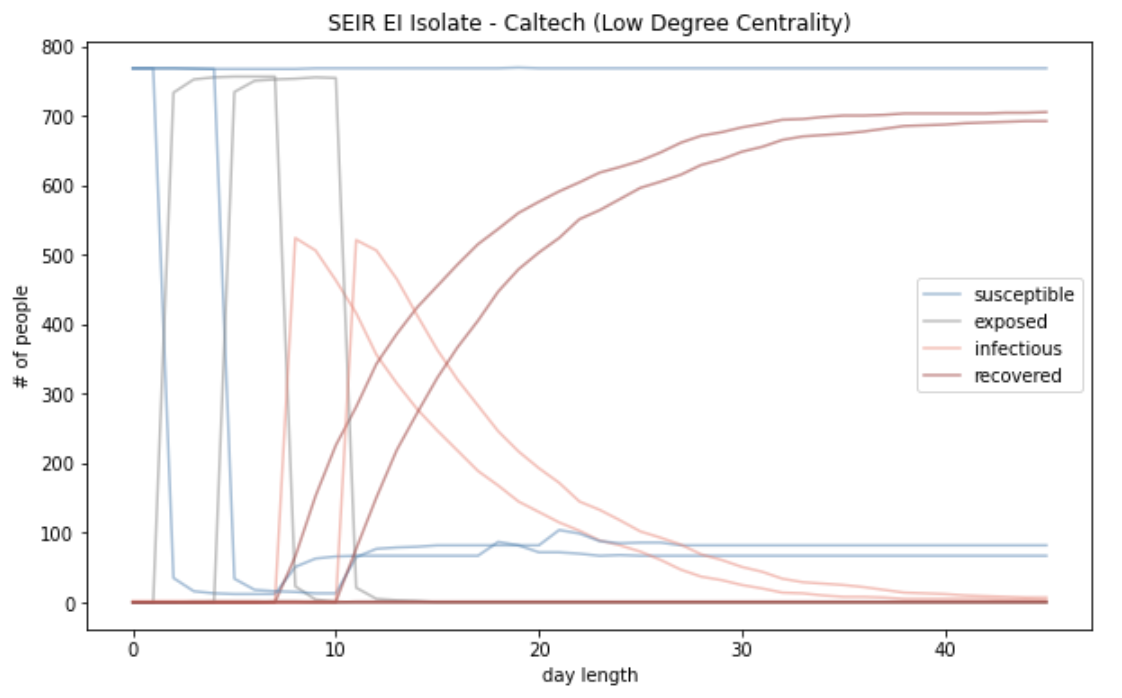 SEIR EI Isolate - Caltech (Low Degree Centrality)
800
700
600
500
400
300
200
100
0
# of people
susceptible
exposed
infectious
recovered
0 10 20 30 40
day length